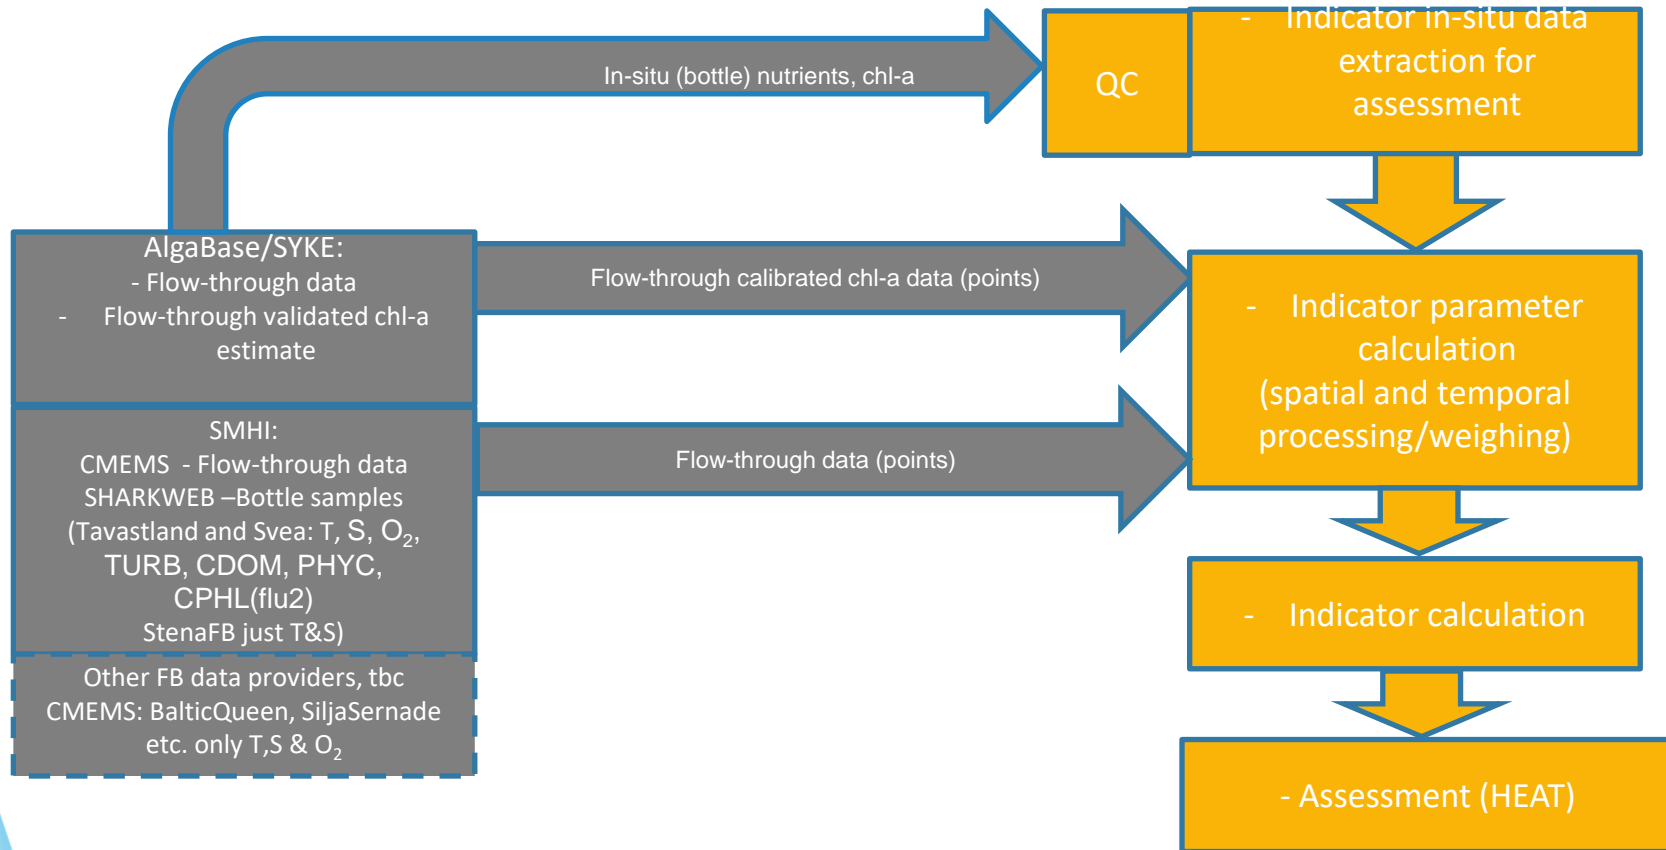 In-situ (bottle) nutrients, chl-a
QC
- Indicator in-situ data
extraction for
assessment
AlgaBase/SYKE:
- Flow-through data
- Flow-through validated chl-a
estimate
Flow-through calibrated chl-a data (points)
- Indicator parameter
calculation
(spatial and temporal
processing/weighing)
SMHI:
CMEMS - Flow-through data
SHARKWEB –Bottle samples
(Tavastland and Svea: T, S, O₂,
TURB, CDOM, PHYC,
CPHL(flu2)
StenaFB just T&S)
Flow-through data (points)
- Indicator calculation
Other FB data providers, tbc
CMEMS: BalticQueen, SiljaSernade
etc. only T,S & O₂
- Assessment (HEAT)